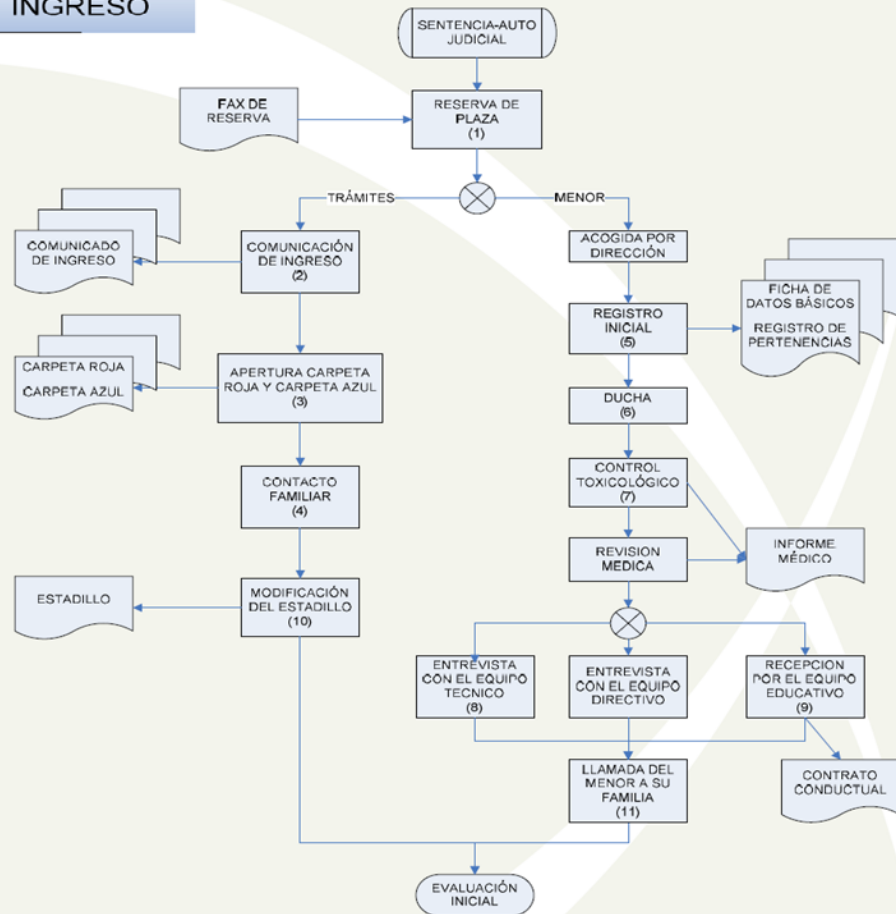 INGRESO
SENTENCIA-AUTO
JUDICIAL
FAX DE
RESERVA
RESERVA DE
PLAZA
(1)
TRÁMITES
MENOR
COMUNICADO
DE INGRESO
COMUNICACIÓN
DE INGRESO
(2)
ACOGIDA POR
DIRECCIÓN
REGISTRO
INICIAL
(5)
FICHA DE
DATOS BÁSICOS
REGISTRO DE
PERTENENCIAS
CARPETA ROJA
CARPETA AZUL
APERTURA CARPETA
ROJA Y CARPETA AZUL
(3)
DUCHA
(6)
CONTACTO
FAMILIAR
(4)
CONTROL
TOXICOLÓGICO
(7)
REVISION
MEDICA
INFORME
MÉDICO
ESTADILLO
MODIFICACIÓN
DEL ESTADILLO
(10)
ENTREVISTA
CON EL EQUIPO
TECNICO
(8)
ENTREVISTA
CON EL EQUIPO
DIRECTIVO
RECEPCION
POR EL EQUIPO
EDUCATIVO
(9)
LLAMADA DEL
MENOR A SU
FAMILIA
(11)
CONTRATO
CONDUCTUAL
EVALUACIÓN
INICIAL